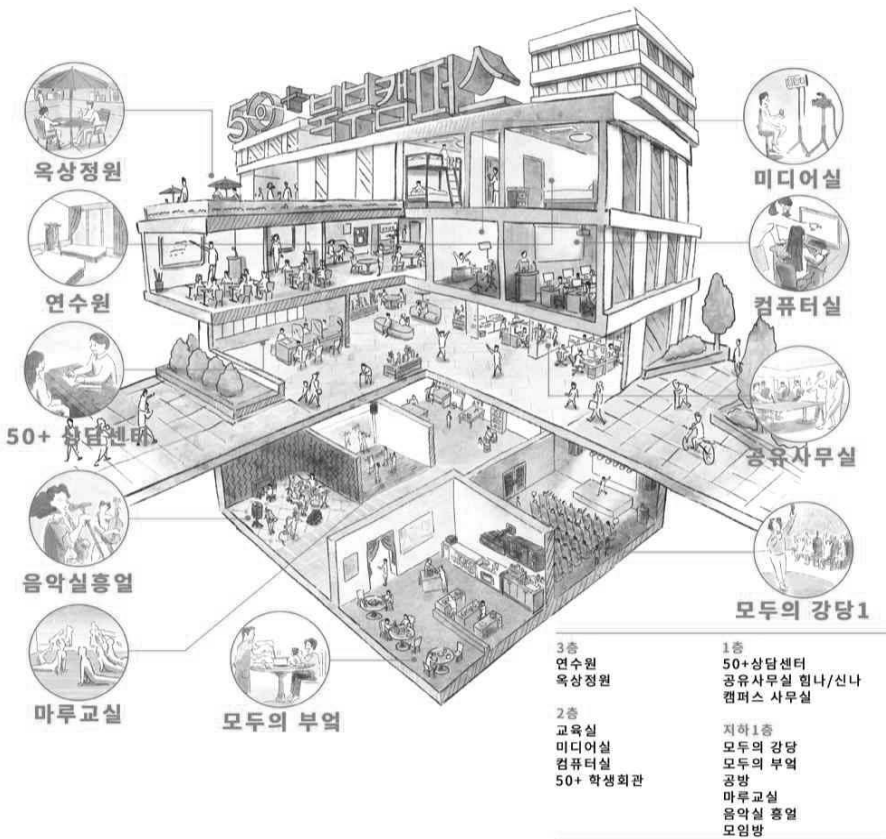 50+북부캠퍼스
옥상정원
미디어실
연수원
컴퓨터실
50+ 상담센터
공유사무실
음악실흥얼
모두의 강당1
마루교실
모두의 부엌
3층
연수원
옥상정원
2층
교육실
미디어실
컴퓨터실
50+ 학생회관
1층
50+상담센터
공유사무실 힘나/신나
캠퍼스 사무실
지하1층
모두의 강당
모두의 부엌
공방
마루교실
음악실 흥얼
모임방